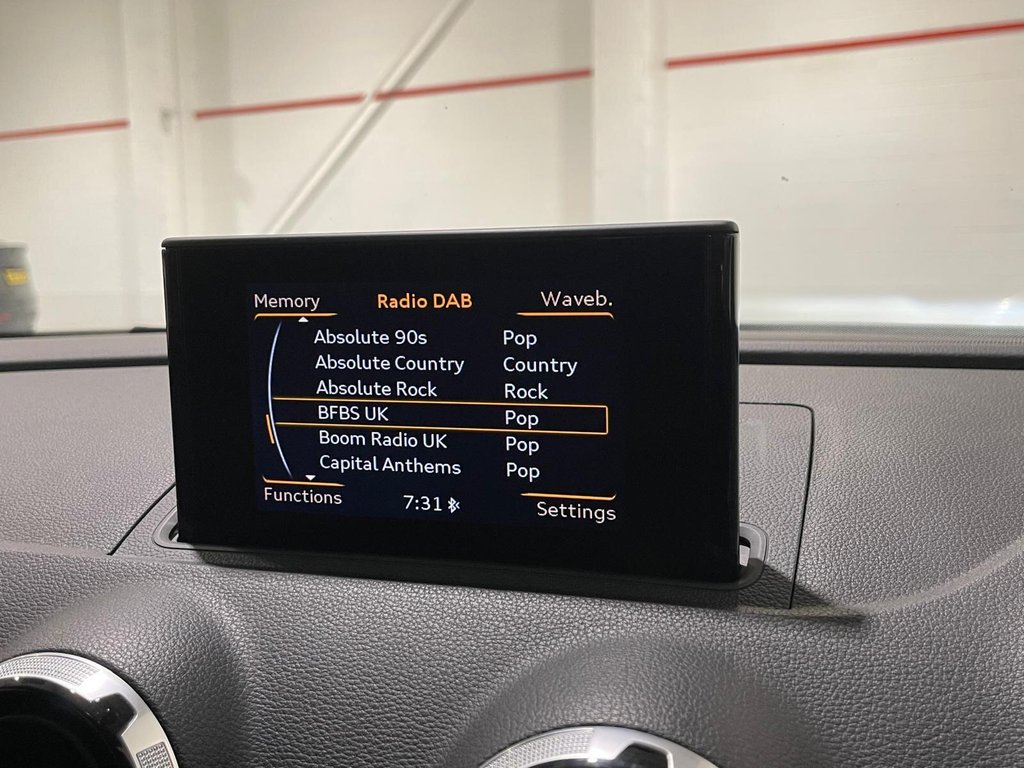 Memory Radio DAB Waveb.
Absolute 90s Pop
Absolute Country Country
Absolute Rock Rock
BFBS UK Pop
Boom Radio UK Pop
Capital Anthems Pop
Functions 7:31 Settings